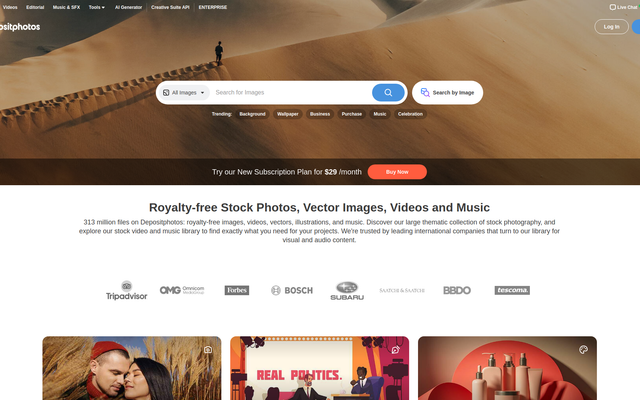 Videos Editorial Music & SFX Tools AI Generator Creative Suite API ENTERPRISE Live Chat
ositphotos Log In
All Images Search for Images Search by Image
Trending: Background Wallpaper Business Purchase Music Celebration
Try our New Subscription Plan for $29 /month Buy Now
Royalty-free Stock Photos, Vector Images, Videos and Music
313 million files on Depositphotos: royalty-free images, videos, vectors, illustrations, and music. Discover our large thematic collection of stock photography, and
explore our stock video and music library to find exactly what you need for your projects. We're trusted by leading international companies that turn to our library for
visual and audio content.
Tripadvisor OMG Omnicom MediaGroup Forbes BOSCH SUBARU SAATCHI & SAATCHI BBDO tescoma.
REAL POLITICS.